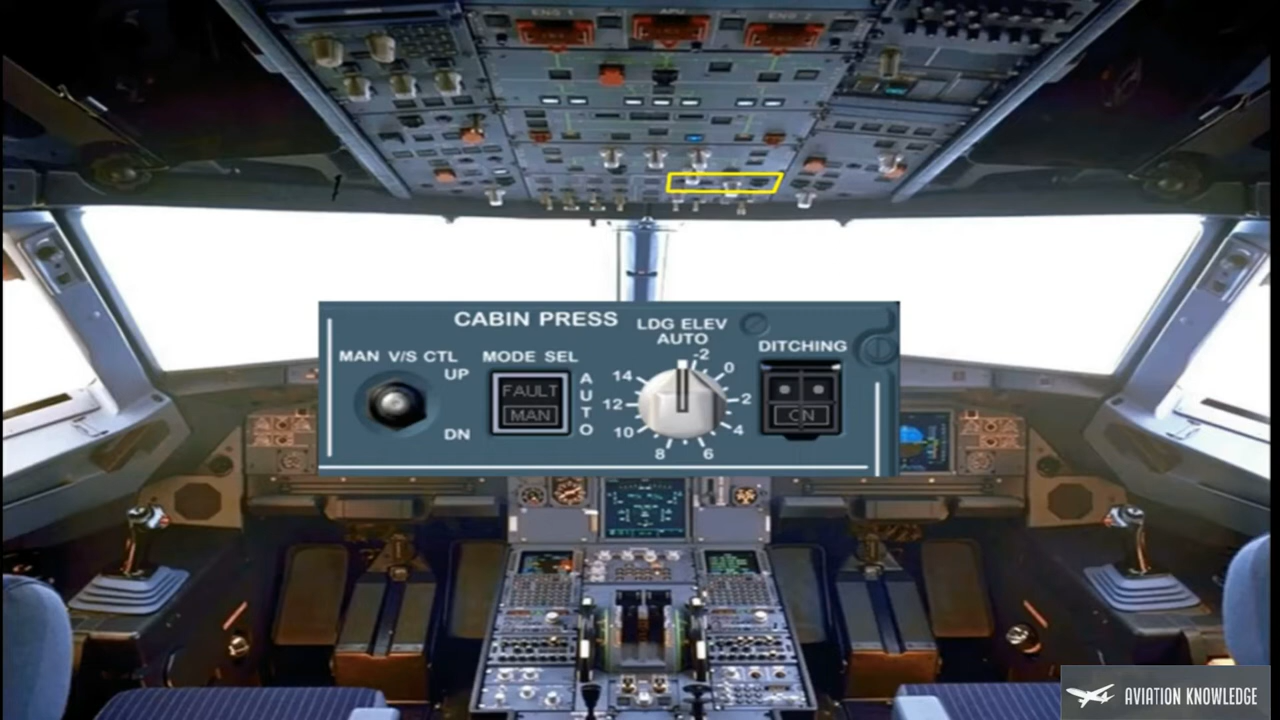 ENG 1
APU
ENG 2
CABIN PRESS
LDG ELEV
AUTO
MAN V/S CTL
UP
DN
MODE SEL
FAULT
MAN
AUTO
-2
0
2
4
6
8
10
12
14
DITCHING
ON
AVIATION KNOWLEDGE